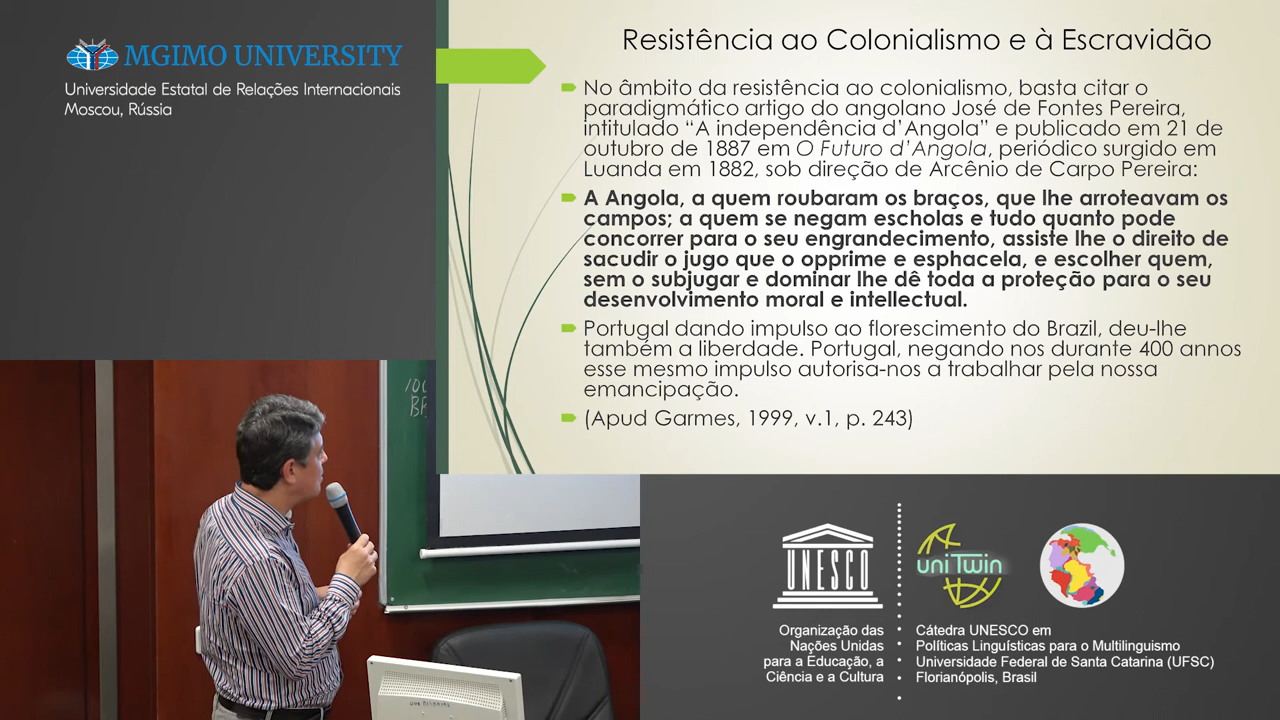 MGIMO UNIVERSITY
Universidade Estatal de Relações Internacionais
Moscou, Rússia
Resistência ao Colonialismo e à Escravidão
No âmbito da resistência ao colonialismo, basta citar o
paradigmático artigo do angolano José de Fontes Pereira,
intitulado “A independência d’Angola” e publicado em 21 de
outubro de 1887 em O Futuro d’Angola, periódico surgido em
Luanda em 1882, sob direção de Arcênio de Carpo Pereira:
A Angola, a quem roubaram os braços, que lhe arroteavam os
campos; a quem se negam escholas e tudo quanto pode
concorrer para o seu engrandecimento, assiste lhe o direito de
sacudir o jugo que o opprime e esphacela, e escolher quem,
sem o subjugar e dominar lhe dê toda a proteção para o seu
desenvolvimento moral e intellectual.
Portugal dando impulso ao florescimento do Brazil, deu-lhe
também a liberdade. Portugal, negando nos durante 400 annos
esse mesmo impulso autorisa-nos a trabalhar pela nossa
emancipação.
(Apud Garmes, 1999, v.1, p. 243)
UNESCO
Organização das
Nações Unidas
para a Educação, a
Ciência e a Cultura
uniTwin
Cátedra UNESCO em
Políticas Linguísticas para o Multilinguismo
Universidade Federal de Santa Catarina (UFSC)
Florianópolis, Brasil